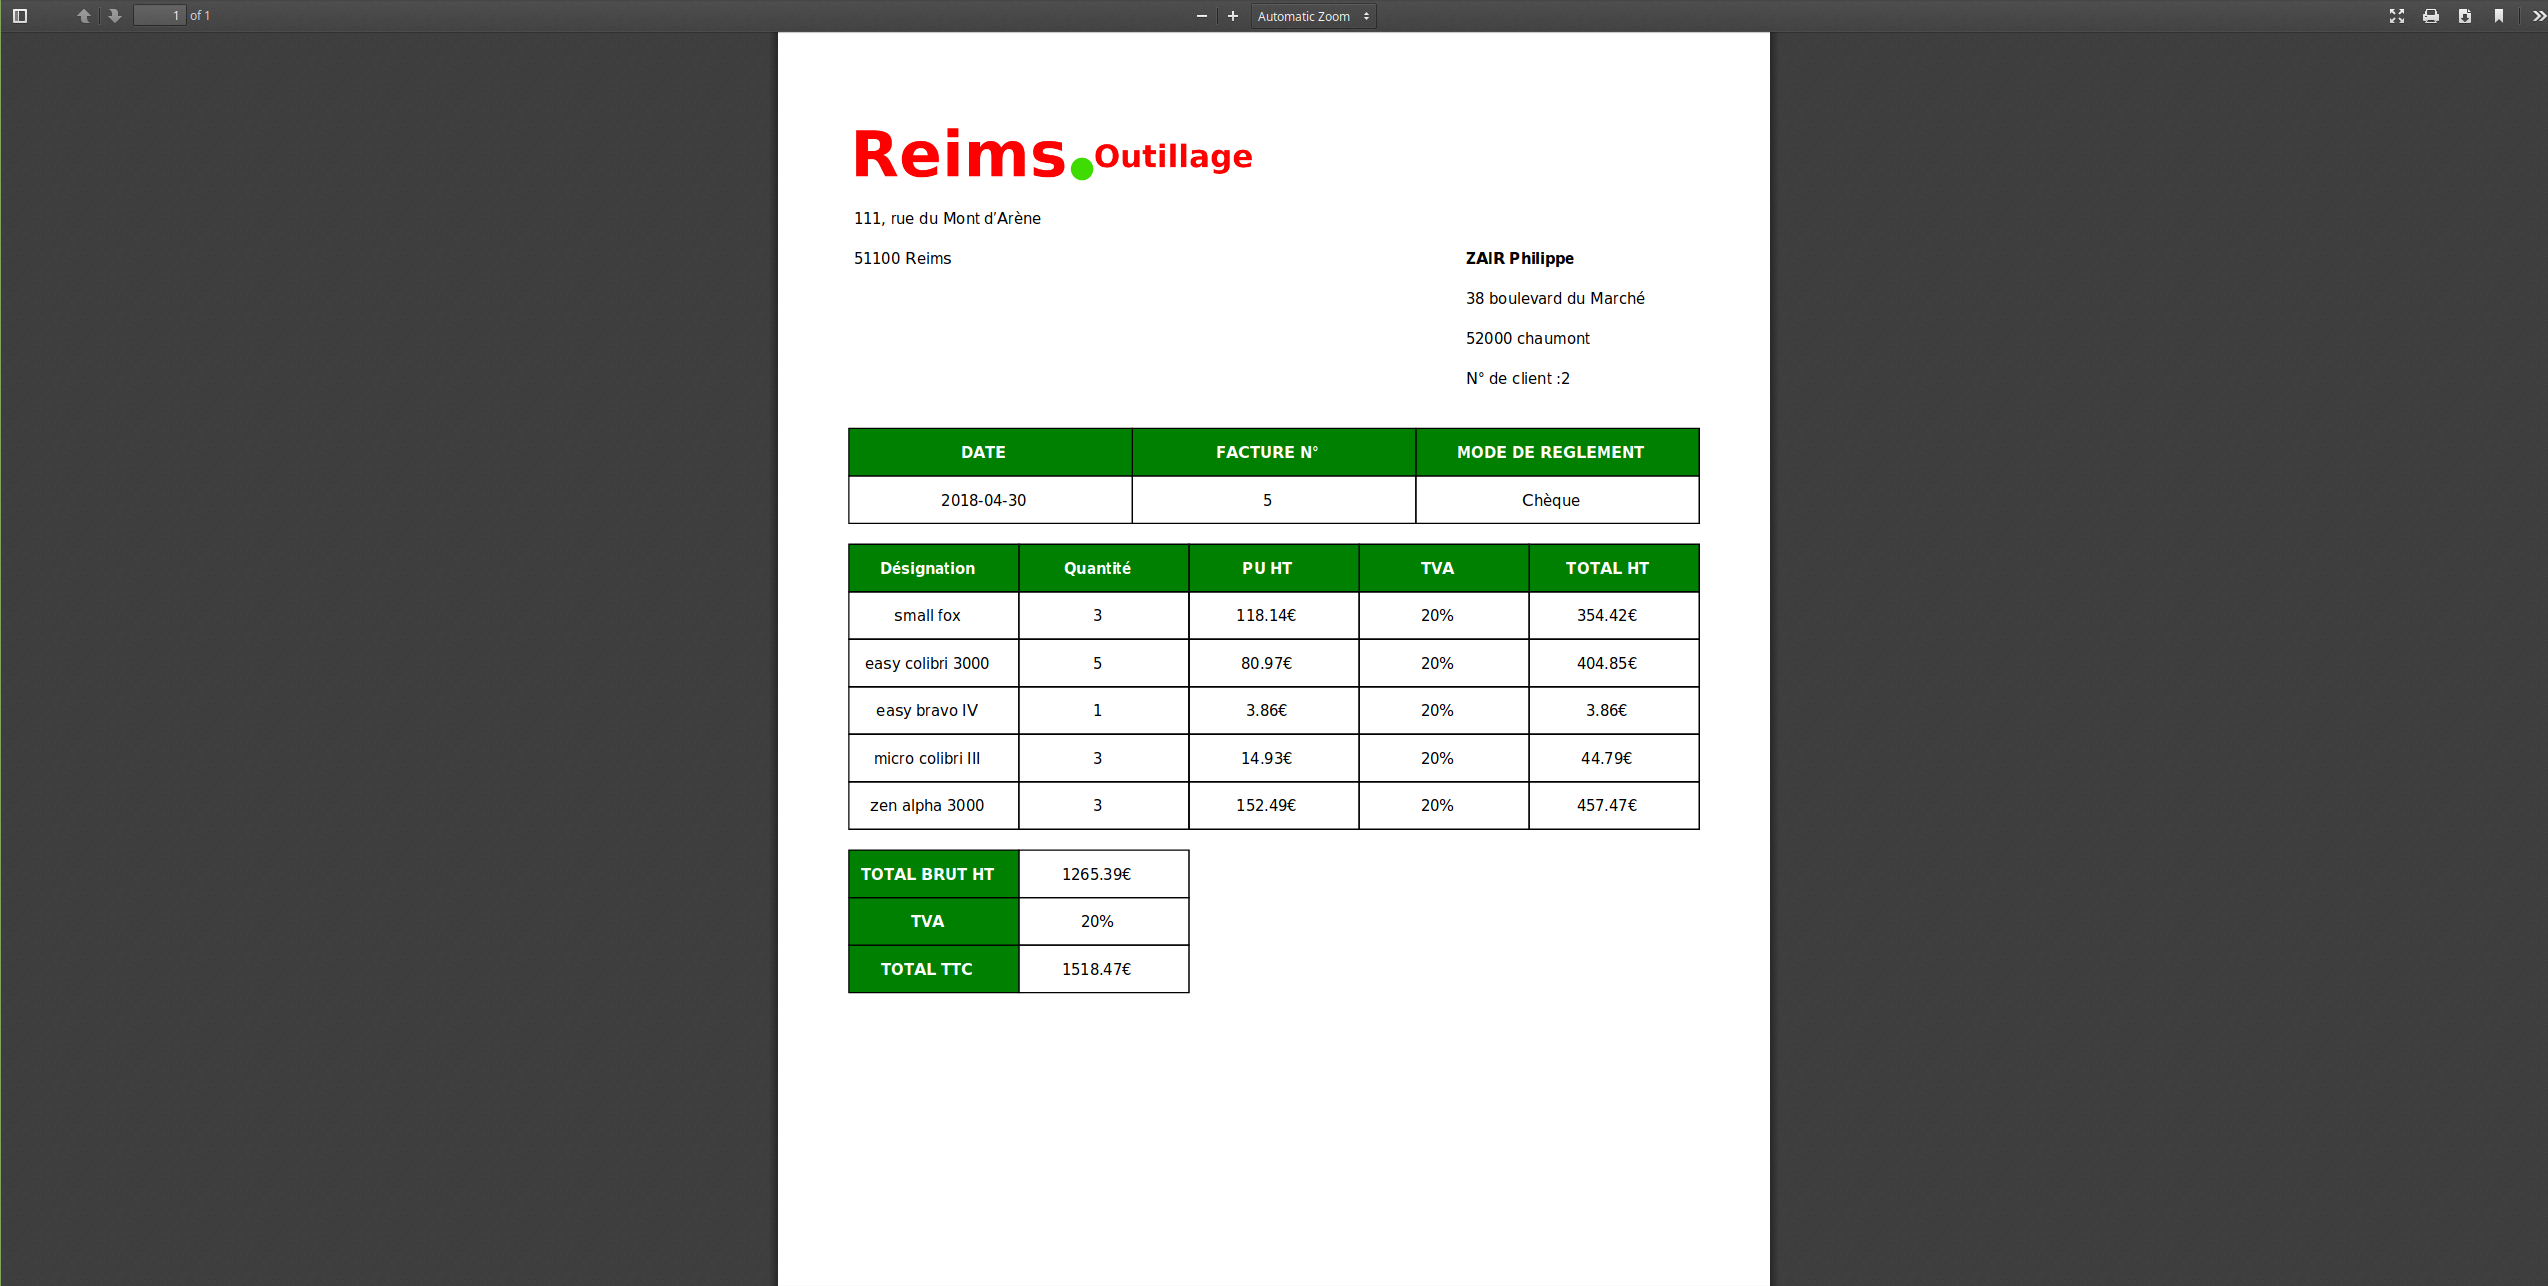 1 of 1 Automatic Zoom
Reims Outillage
111, rue du Mont d'Arène
51100 Reims
ZAIR Philippe
38 boulevard du Marché
52000 chaumont
N° de client :2
DATE FACTURE N° MODE DE REGLEMENT
2018-04-30 5 Chèque
Désignation Quantité PU HT TVA TOTAL HT
small fox 3 118.14€ 20% 354.42€
easy colibri 3000 5 80.97€ 20% 404.85€
easy bravo IV 1 3.86€ 20% 3.86€
micro colibri III 3 14.93€ 20% 44.79€
zen alpha 3000 3 152.49€ 20% 457.47€
TOTAL BRUT HT 1265.39€
TVA 20%
TOTAL TTC 1518.47€